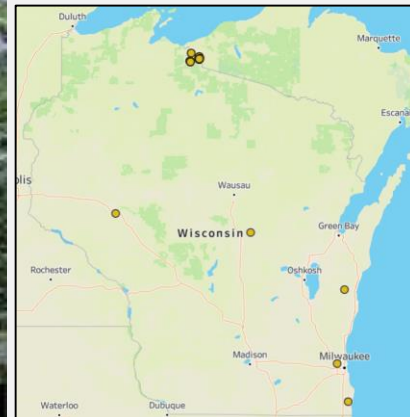 Duluth
Marquette
Escana
olis
Wausau
Wisconsin
Green Bay
Rochester
Oshkosh
Madison
Milwaukee
Waterloo
Dubuque